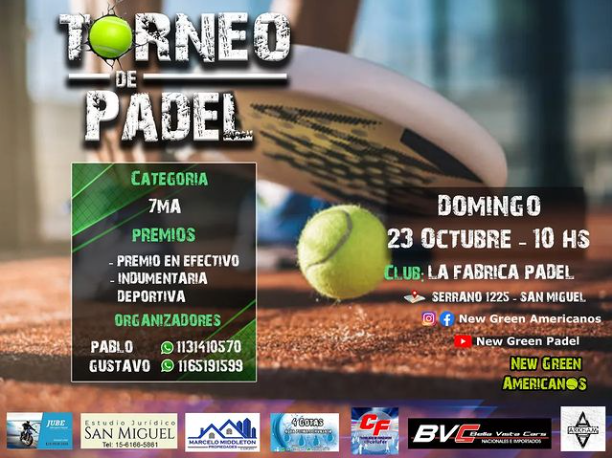 TORNEO
DE
PADEL
CATEGORIA
7MA
PREMIOS
- PREMIO EN EFECTIVO
- INDUMENTARIA
DEPORTIVA
ORGANIZADORES
PABLO 1131410570
GUSTAVO 1165191599
DOMINGO
23 OCTUBRE - 10 HS
CLUB: LA FABRICA PADEL
SERRANO 1225 - SAN MIGUEL
New Green Americanos
New Green Padel
NEW GREEN
AMERICANOS
JUBE
Estudio Jurídico
SAN MIGUEL
Tel: 15-6166-5861
MARCELO MIDDLETON
PROPIEDADES
4 GOTAS
CF
BVC Bella Vista Cars
NACIONALES E IMPORTADOS